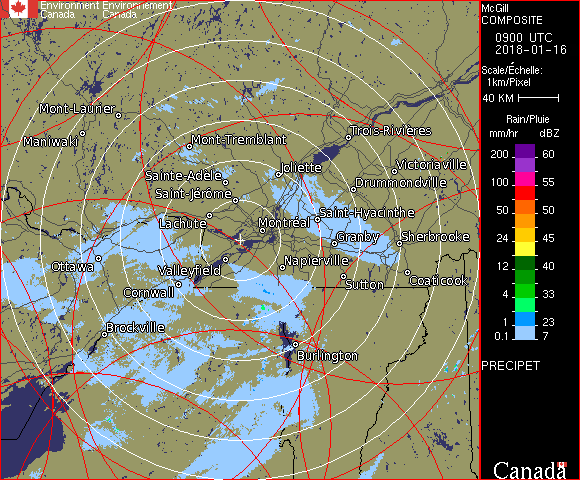 Environment Environnement
Canada Canada
McGill
COMPOSITE
0900 UTC
2018-01-16
Scale/Échelle:
1km/Pixel
40 KM
Rain/Pluie
mm/hr dBZ
200 60
100 55
50 50
24 45
12 40
4 33
1 23
0.1 7
PRECIPET
Mont-Laurier
Maniwaki
Mont-Tremblant
Trois-Rivières
Sainte-Adèle
Joliette
Victoriaville
Saint-Jérôme
Drummondville
Lachute
Montréal
Saint-Hyacinthe
Granby
Sherbrooke
Ottawa
Valleyfield
Napierville
Cornwall
Sutton
Coaticook
Brockville
Burlington
Canada